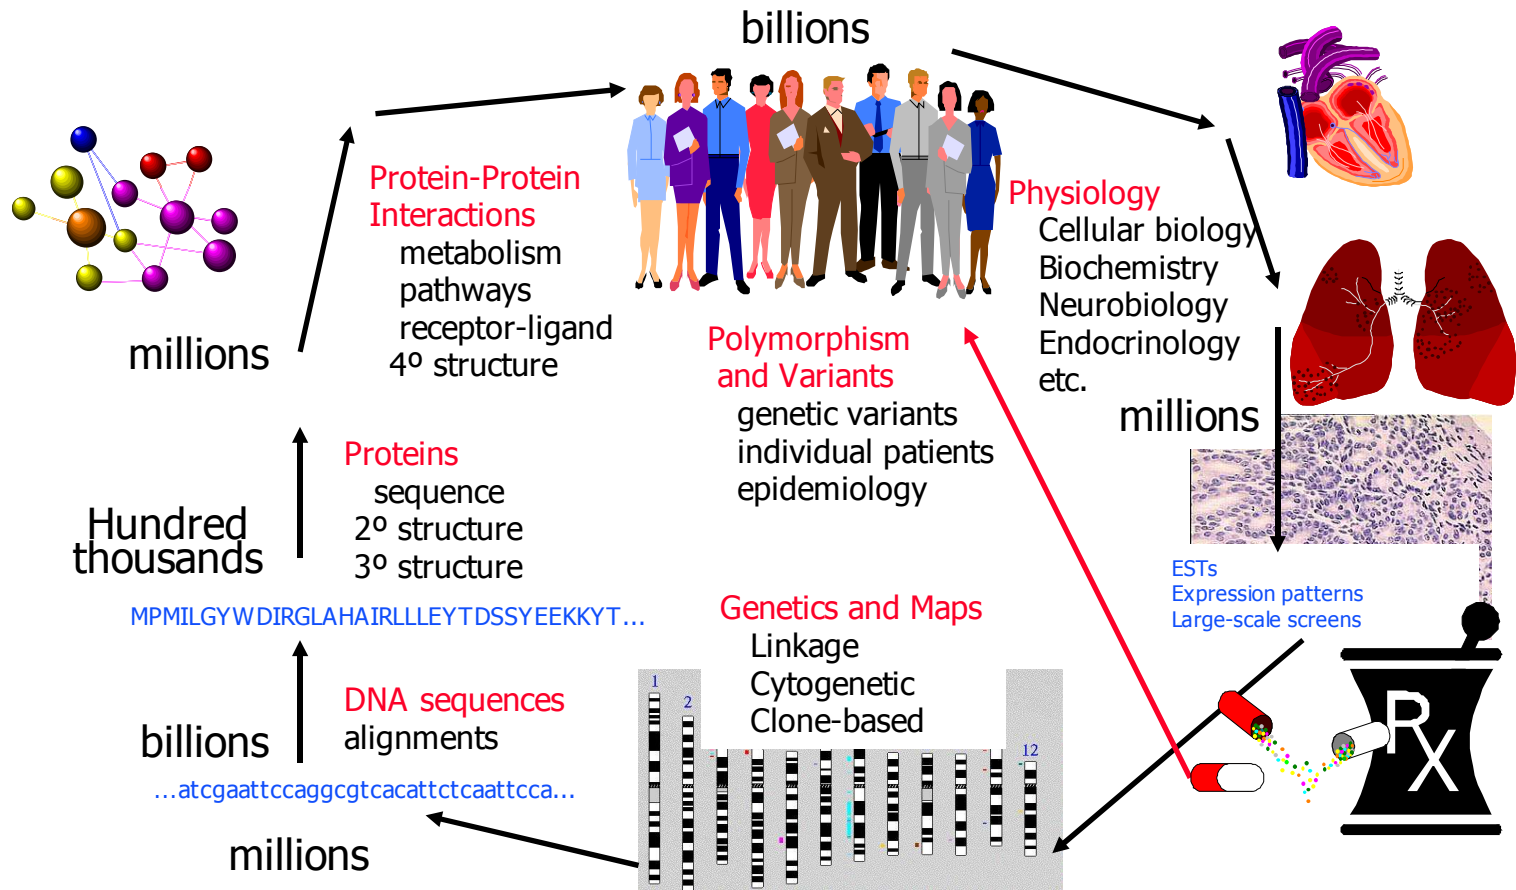 billions
Protein-Protein
Interactions
metabolism
pathways
receptor-ligand
4º structure
millions
Physiology
Cellular biology
Biochemistry
Neurobiology
Endocrinology
etc.
millions
Polymorphism
and Variants
genetic variants
individual patients
epidemiology
Proteins
sequence
2º structure
3º structure
Hundred
thousands
MPMILGYWDIRGLAHAIRLLLEYTDSSYEEKKYT...
ESTs
Expression patterns
Large-scale screens
Genetics and Maps
Linkage
Cytogenetic
Clone-based
1
2
12
DNA sequences
alignments
billions
...atcgaattccaggcgtcacattctcaattcca...
millions
RX